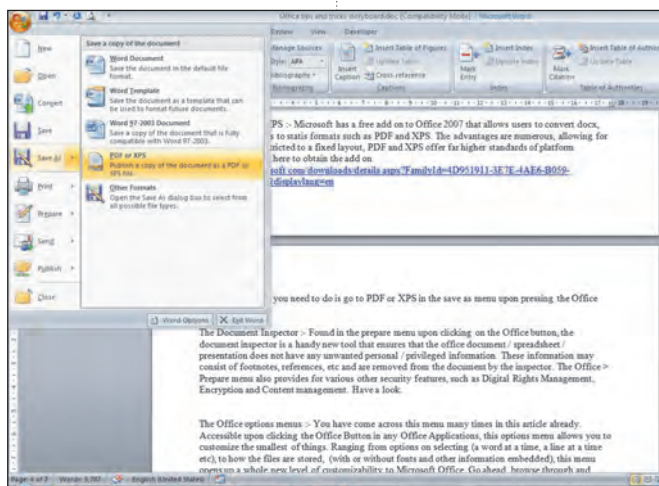 Office tips and tricks storyboard.doc [Compatibility Mode] - Microsoft Word
Review View Developer
New
Open
Convert
Save
Save As
Print
Prepare
Send
Publish
Close
Save a copy of the document
Word Document
Save the document in the default file
format.
Word Template
Save the document as a template that can
be used to format future documents.
Word 97-2003 Document
Save a copy of the document that is fully
compatible with Word 97-2003.
PDF or XPS
Publish a copy of the document as a PDF or
XPS file.
Other Formats
Open the Save As dialog box to select from
all possible file types.
Word Options Exit Word
Manage Sources
Style: APA
Bibliography
Insert
Caption
Insert Table of Figures
Update Table
Cross-reference
Captions
Mark
Entry
Insert Index
Update Index
Index
Mark
Citation
Insert Table of Autho
Update Table
Table of Authorities
PS :- Microsoft has a free add on to Office 2007 that allows users to convert docx,
s to statis formats such as PDF and XPS. The advantages are numerous, allowing for
tricted to a fixed layout, PDF and XPS offer far higher standards of platform
here to obtain the add on
soft.com/downloads/details.aspx?FamilyId=4D951911-3E7E-4AE6-B059-
&displaylang=en
you need to do is go to PDF or XPS in the save as menu upon pressing the Office
The Document Inspector :- Found in the prepare menu upon clicking on the Office button, the
document inspector is a handy new tool that ensures that the office document / spreadsheet /
presentation does not have any unwanted personal / privileged information. These information may
consist of footnotes, references, etc and are removed from the document by the inspector. The Office >
Prepare menu also provides for various other security features, such as Digital Rights Management,
Encryption and Content management. Have a look.
The Office options menus :- You have come across this menu many times in this article already.
Accessible upon clicking the Office Button in any Office Applications, this options menu allows you to
customize the smallest of things. Ranging from options on selecting (a word at a time, a line at a time
etc), to how the files are stored, (with or without fonts and other information embedded), this menu
opens up a whole new level of customizability to Microsoft Office. Go ahead, browse through and
Page: 4 of 7 Words: 3,707 English (United States)